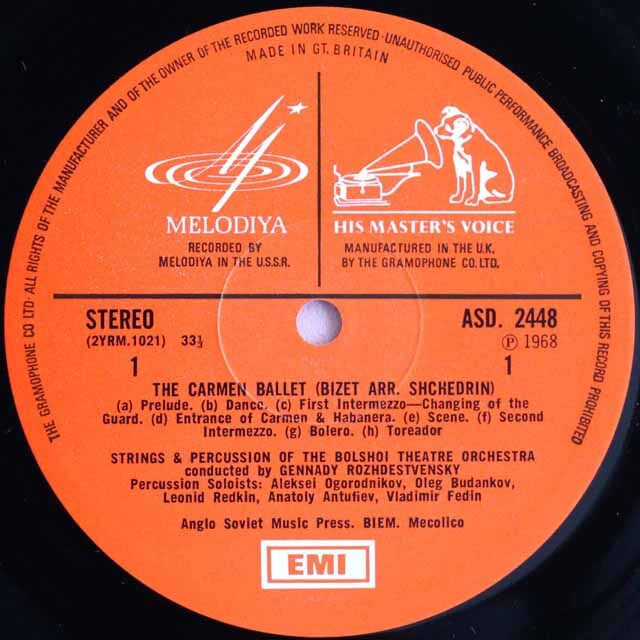 THE GRAMOPHONE CO LTD · ALL RIGHTS OF THE MANUFACTURER AND OF THE OWNER OF THE RECORDED WORK RESERVED · UNAUTHORISED PUBLIC PERFORMANCE BROADCASTING AND COPYING OF THIS RECORD PROHIBITED
MADE IN GT. BRITAIN
MELODIYA
RECORDED BY
MELODIYA IN THE U.S.S.R.
HIS MASTER'S VOICE
MANUFACTURED IN THE U.K.
BY THE GRAMOPHONE CO. LTD.
STEREO
(2YRM.1021) 33⅓
1
ASD. 2448
Ⓟ 1968
1
THE CARMEN BALLET (BIZET ARR. SHCHEDRIN)
(a) Prelude. (b) Dance. (c) First Intermezzo—Changing of the
Guard. (d) Entrance of Carmen & Habanera. (e) Scene. (f) Second
Intermezzo. (g) Bolero. (h) Toreador
STRINGS & PERCUSSION OF THE BOLSHOI THEATRE ORCHESTRA
conducted by GENNADY ROZHDESTVENSKY
Percussion Soloists: Aleksei Ogorodnikov, Oleg Budankov,
Leonid Redkin, Anatoly Antufiev, Vladimir Fedin
Anglo Soviet Music Press. BIEM. Mecolico
EMI